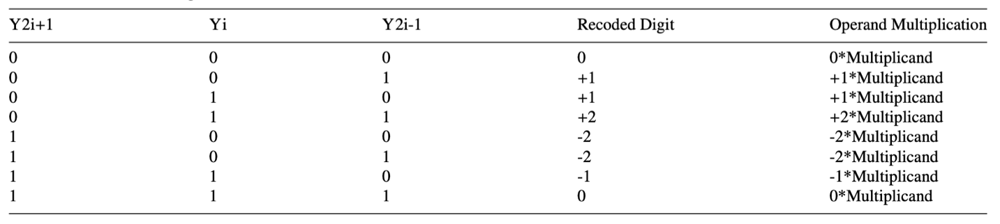 Y2i+1 Yi Y2i-1 Recoded Digit Operand Multiplication
0 0 0 0 0*Multiplicand
0 0 1 +1 +1*Multiplicand
0 1 0 +1 +1*Multiplicand
0 1 1 +2 +2*Multiplicand
1 0 0 -2 -2*Multiplicand
1 0 1 -2 -2*Multiplicand
1 1 0 -1 -1*Multiplicand
1 1 1 0 0*Multiplicand